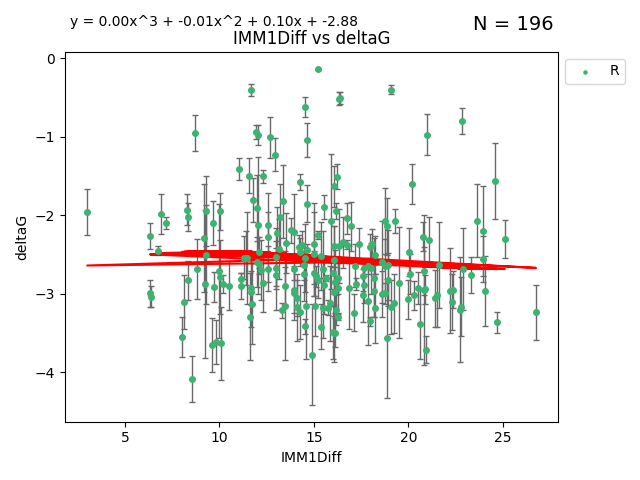 y = 0.00x^3 + -0.01x^2 + 0.10x + -2.88
N = 196
IMM1Diff vs deltaG
R
deltaG
0
−1
−2
−3
−4
5 10 15 20 25
IMM1Diff